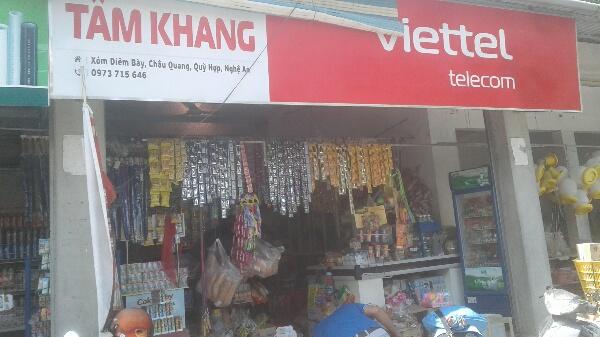 TÂM KHANG
Xóm Diêm Bày, Châu Quang, Quỳ Hợp, Nghệ An
0973 715 646
viettel
telecom